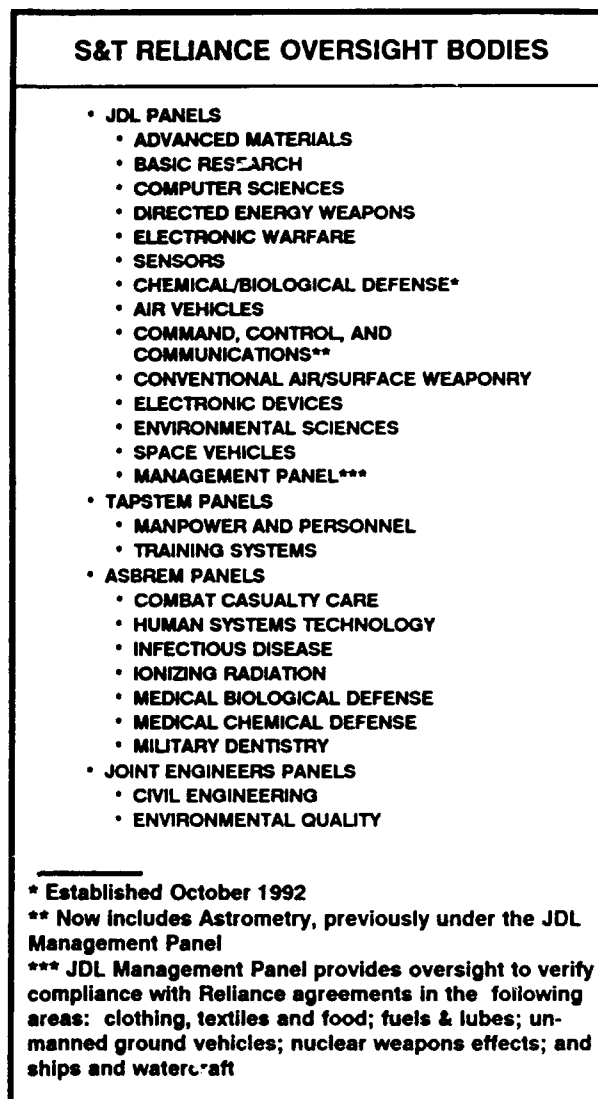 S&T RELIANCE OVERSIGHT BODIES
• JDL PANELS
• ADVANCED MATERIALS
• BASIC RESEARCH
• COMPUTER SCIENCES
• DIRECTED ENERGY WEAPONS
• ELECTRONIC WARFARE
• SENSORS
• CHEMICAL/BIOLOGICAL DEFENSE*
• AIR VEHICLES
• COMMAND, CONTROL, AND
COMMUNICATIONS**
• CONVENTIONAL AIR/SURFACE WEAPONRY
• ELECTRONIC DEVICES
• ENVIRONMENTAL SCIENCES
• SPACE VEHICLES
• MANAGEMENT PANEL***
• TAPSTEM PANELS
• MANPOWER AND PERSONNEL
• TRAINING SYSTEMS
• ASBREM PANELS
• COMBAT CASUALTY CARE
• HUMAN SYSTEMS TECHNOLOGY
• INFECTIOUS DISEASE
• IONIZING RADIATION
• MEDICAL BIOLOGICAL DEFENSE
• MEDICAL CHEMICAL DEFENSE
• MILITARY DENTISTRY
• JOINT ENGINEERS PANELS
• CIVIL ENGINEERING
• ENVIRONMENTAL QUALITY
* Established October 1992
** Now includes Astrometry, previously under the JDL
Management Panel
*** JDL Management Panel provides oversight to verify
compliance with Reliance agreements in the following
areas: clothing, textiles and food; fuels & lubes; un-
manned ground vehicles; nuclear weapons effects; and
ships and watercraft